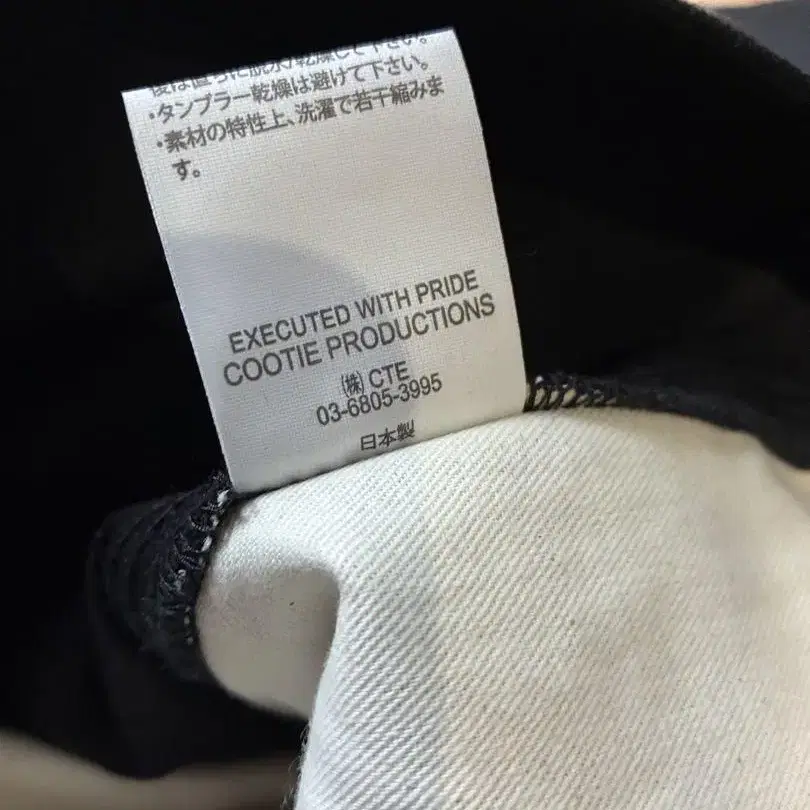 後は直ちに脱水/乾燥して下さい。
・タンブラー乾燥は避けて下さい。
・素材の特性上、洗濯で若干縮みま
す。
EXECUTED WITH PRIDE
COOTIE PRODUCTIONS
㈱ CTE
03-6805-3995
日本製